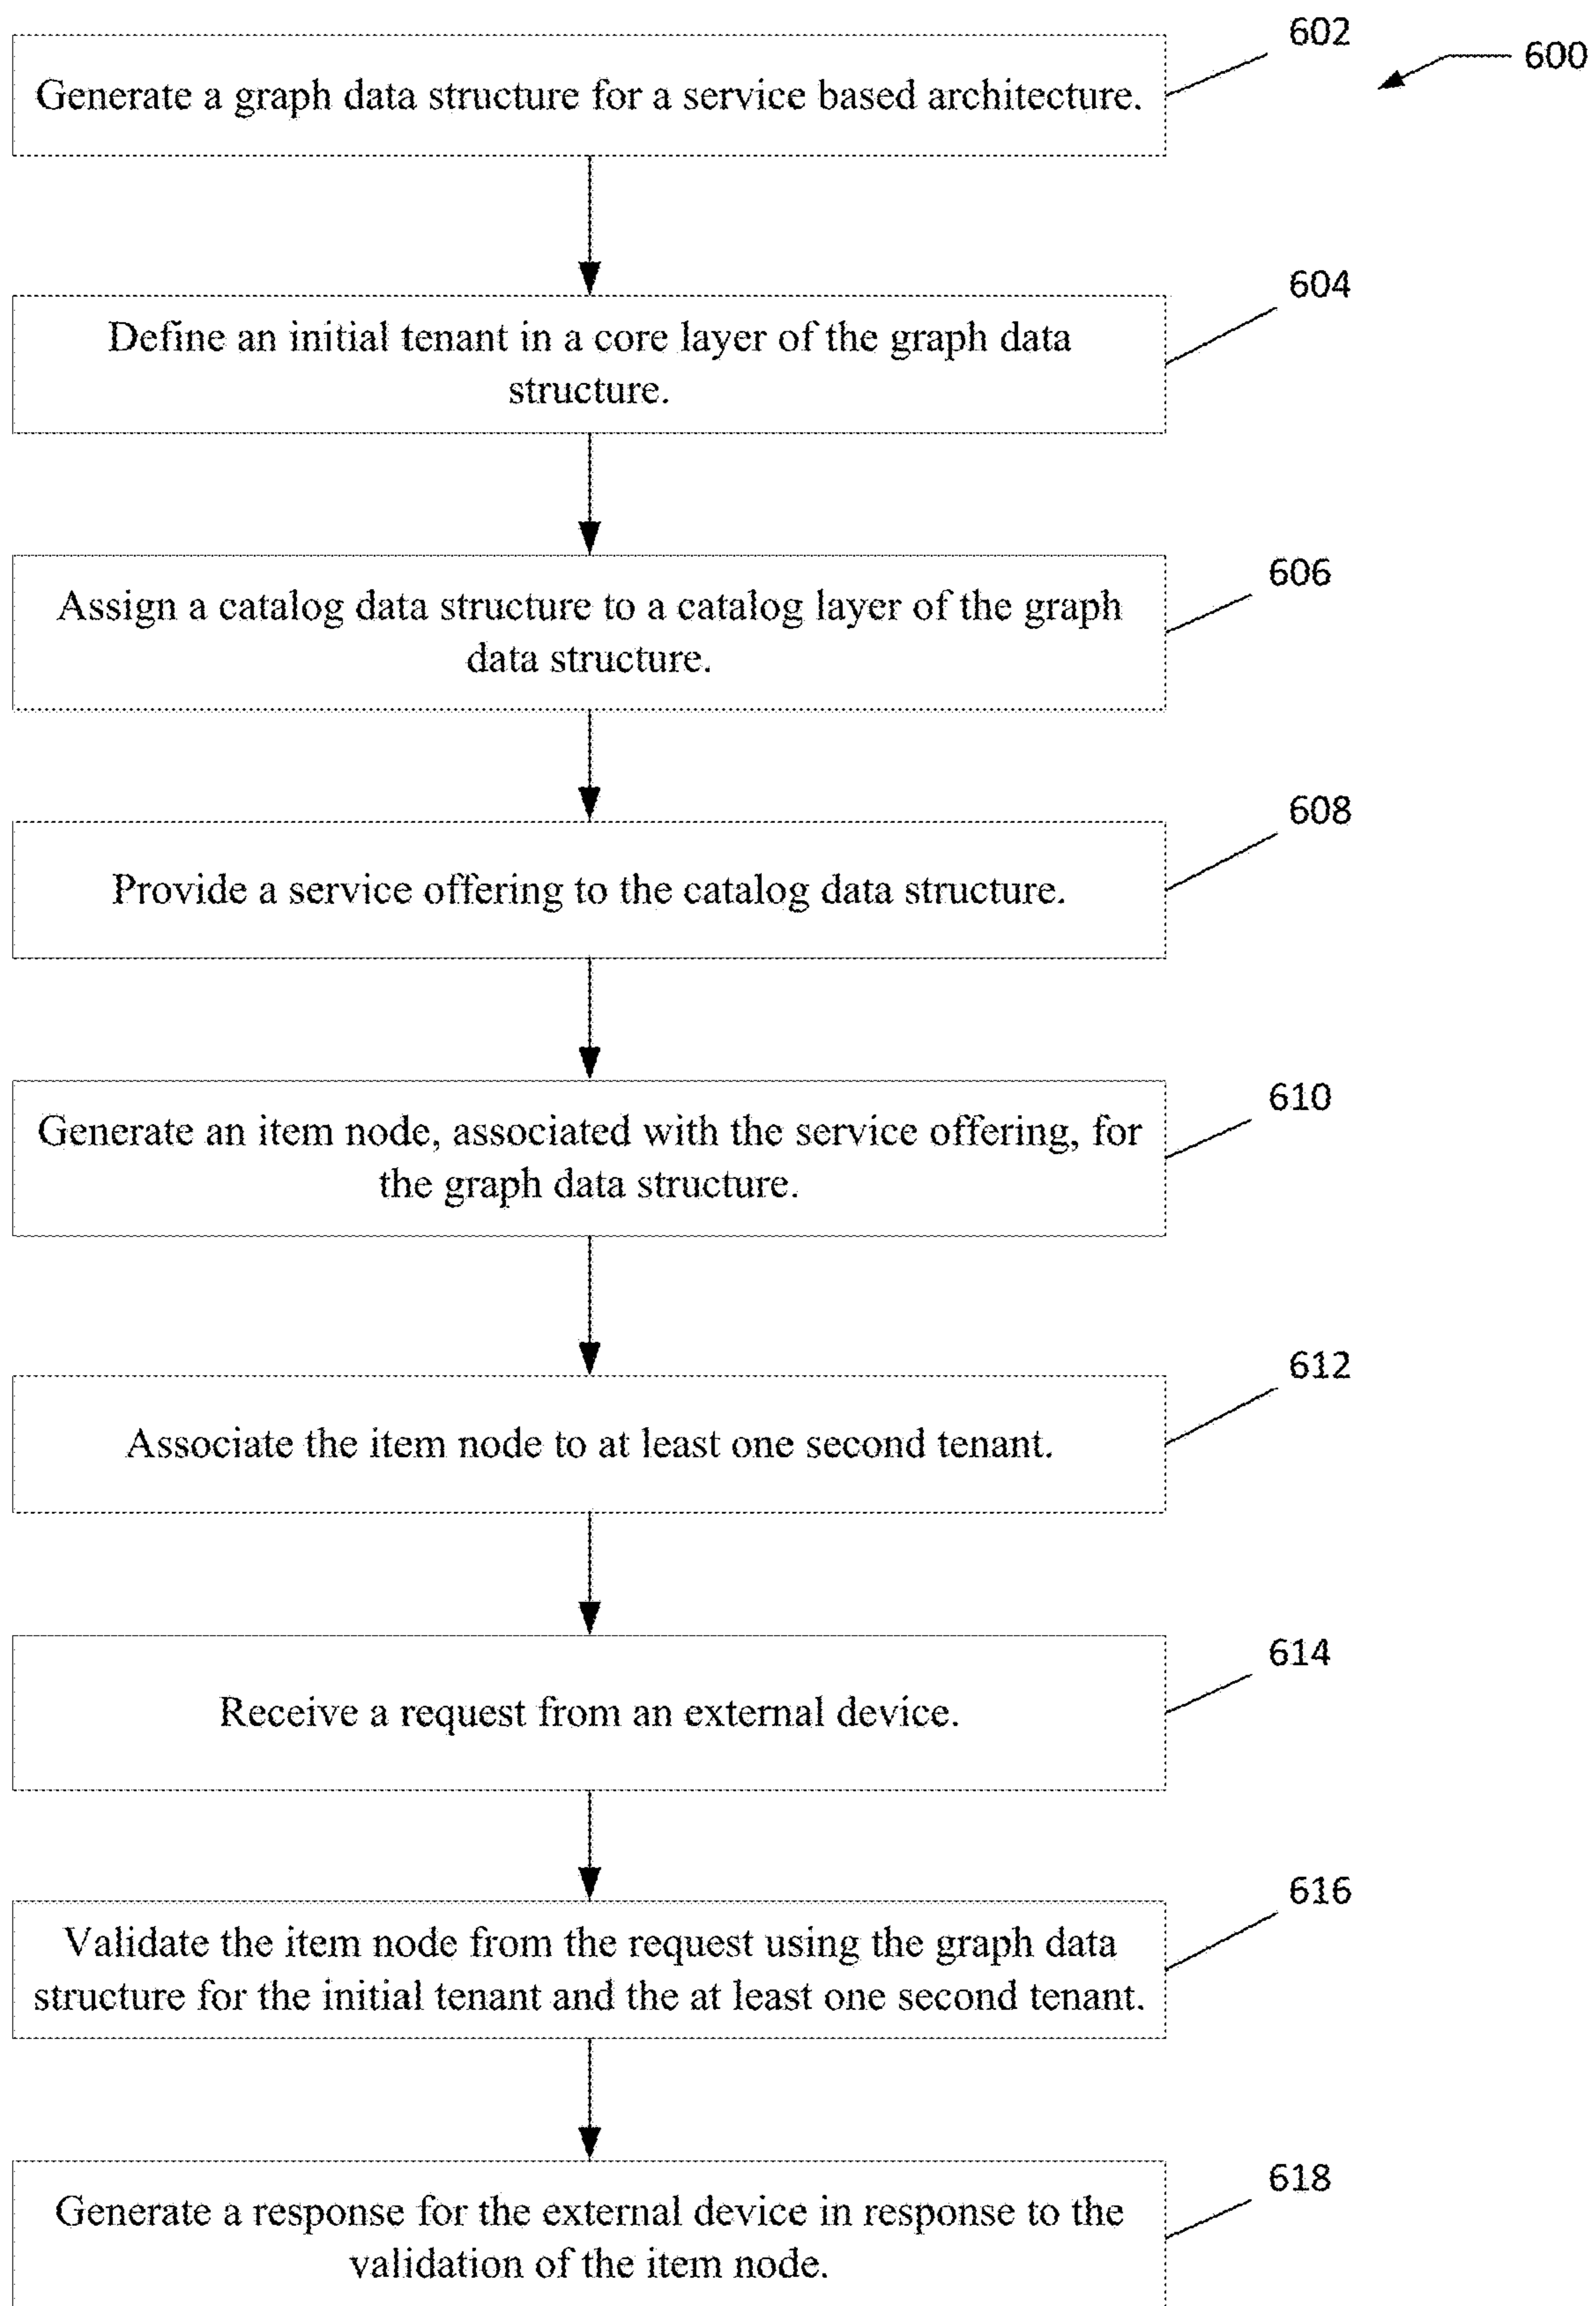 602
600
Generate a graph data structure for a service based architecture.
604
Define an initial tenant in a core layer of the graph data
structure.
606
Assign a catalog data structure to a catalog layer of the graph
data structure.
608
Provide a service offering to the catalog data structure.
610
Generate an item node, associated with the service offering, for
the graph data structure.
612
Associate the item node to at least one second tenant.
614
Receive a request from an external device.
616
Validate the item node from the request using the graph data
structure for the initial tenant and the at least one second tenant.
618
Generate a response for the external device in response to the
validation of the item node.